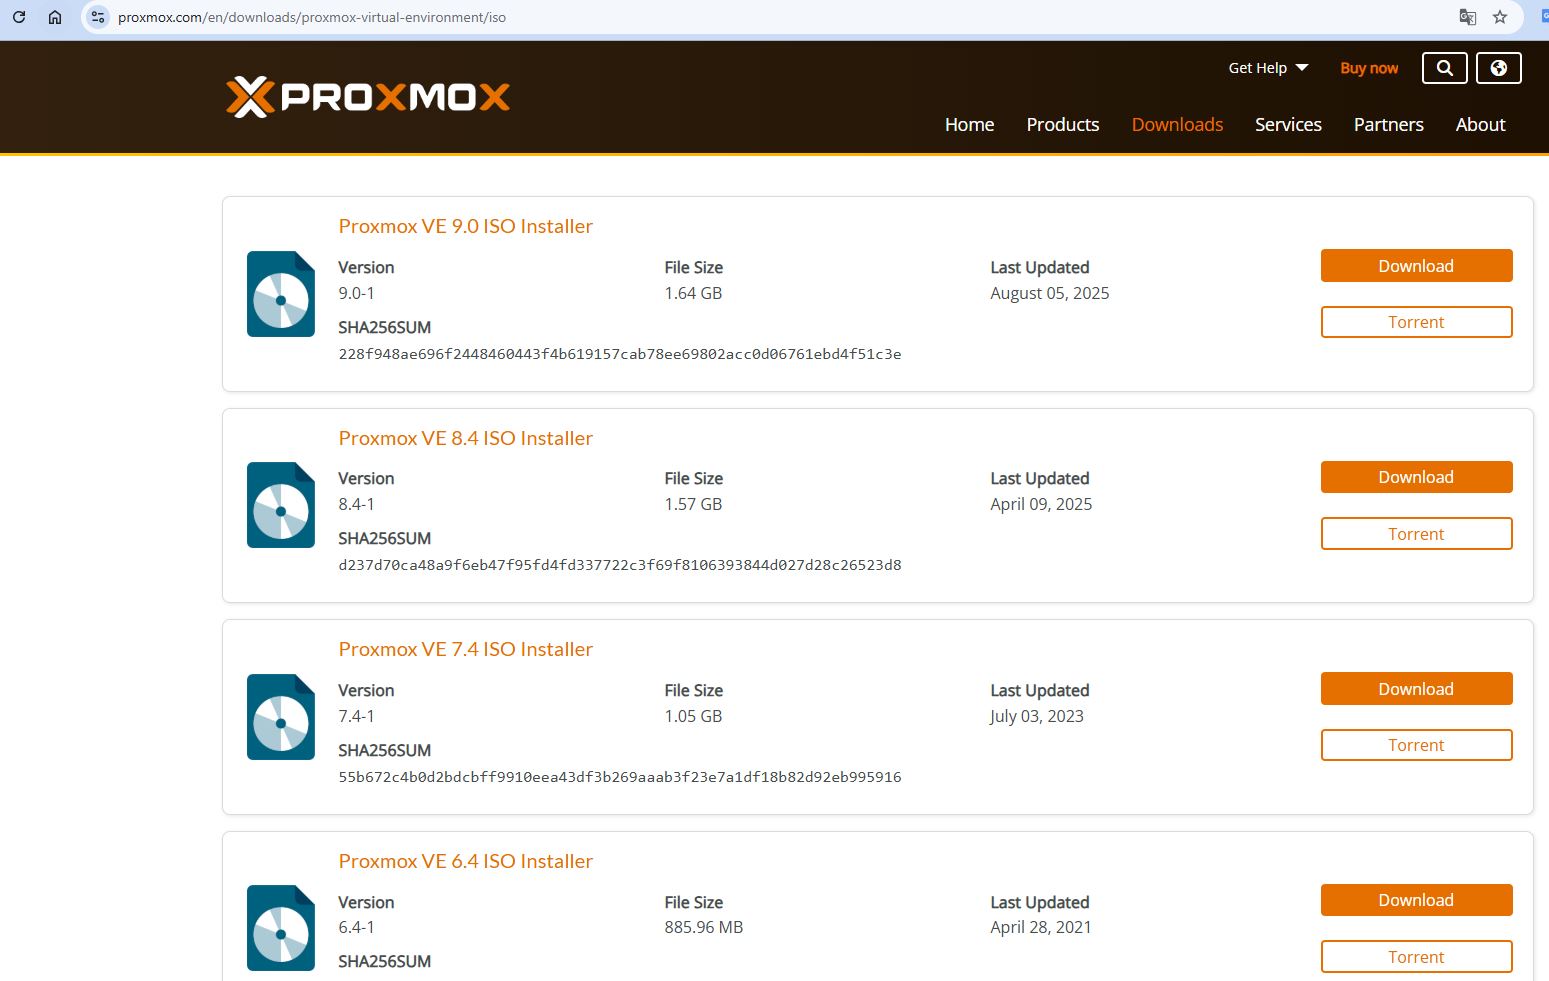 proxmox.com/en/downloads/proxmox-virtual-environment/iso
PROXMOX
Get Help
Buy now
Home Products Downloads Services Partners About
Proxmox VE 9.0 ISO Installer
Version File Size Last Updated
9.0-1 1.64 GB August 05, 2025
SHA256SUM
228f948ae696f2448460443f4b619157cab78ee69802acc0d06761ebd4f51c3e
Download
Torrent
Proxmox VE 8.4 ISO Installer
Version File Size Last Updated
8.4-1 1.57 GB April 09, 2025
SHA256SUM
d237d70ca48a9f6eb47f95fd4fd337722c3f69f8106393844d027d28c26523d8
Download
Torrent
Proxmox VE 7.4 ISO Installer
Version File Size Last Updated
7.4-1 1.05 GB July 03, 2023
SHA256SUM
55b672c4b0d2bdcbff9910eea43df3b269aaab3f23e7a1df18b82d92eb995916
Download
Torrent
Proxmox VE 6.4 ISO Installer
Version File Size Last Updated
6.4-1 885.96 MB April 28, 2021
SHA256SUM
Download
Torrent